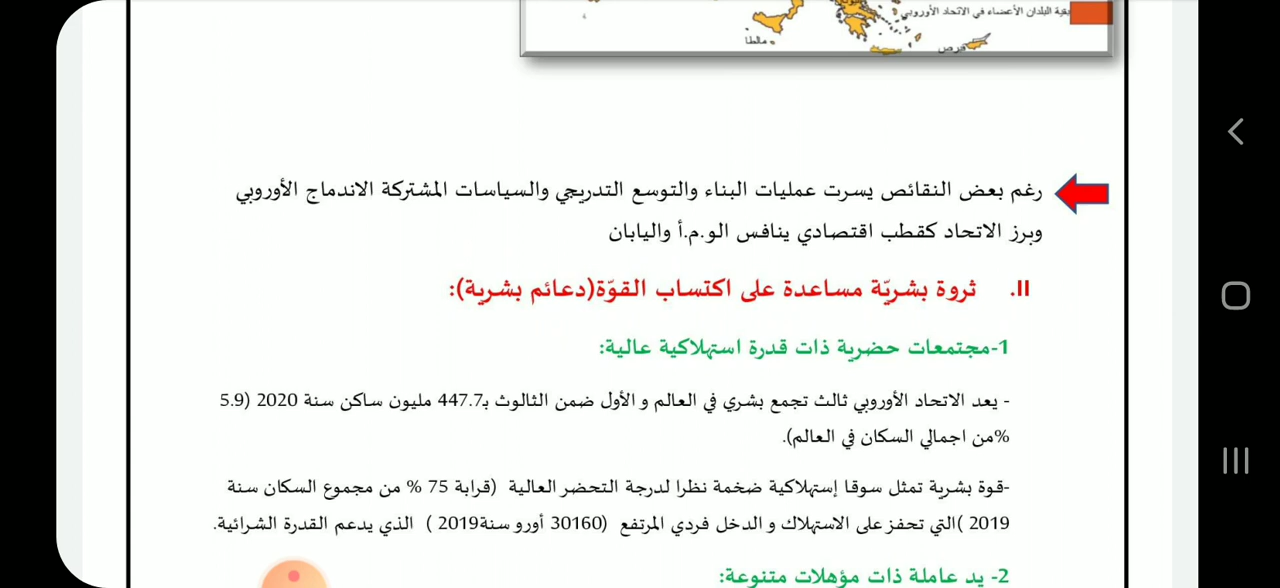 بقية البلدان الأعضاء في الاتحاد الأوروبي
مالطا
قبرص
رغم بعض النقائص يسرت عمليات البناء والتوسع التدريجي والسياسات المشتركة الاندماج الأوروبي
وبرز الاتحاد كقطب اقتصادي ينافس الو.م.أ واليابان
II. ثروة بشريّة مساعدة على اكتساب القوّة(دعائم بشرية):
1-مجتمعات حضرية ذات قدرة استهلاكية عالية:
- يعد الاتحاد الأوروبي ثالث تجمع بشري في العالم و الأول ضمن الثالوث بـ447.7 مليون ساكن سنة 2020 (5.9
%من اجمالي السكان في العالم).
-قوة بشرية تمثل سوقا إستهلاكية ضخمة نظرا لدرجة التحضر العالية (قرابة 75 % من مجموع السكان سنة
2019 )التي تحفز على الاستهلاك و الدخل فردي المرتفع (30160 أورو سنة2019 ) الذي يدعم القدرة الشرائية.
2- يد عاملة ذات مؤهلات متنوعة: